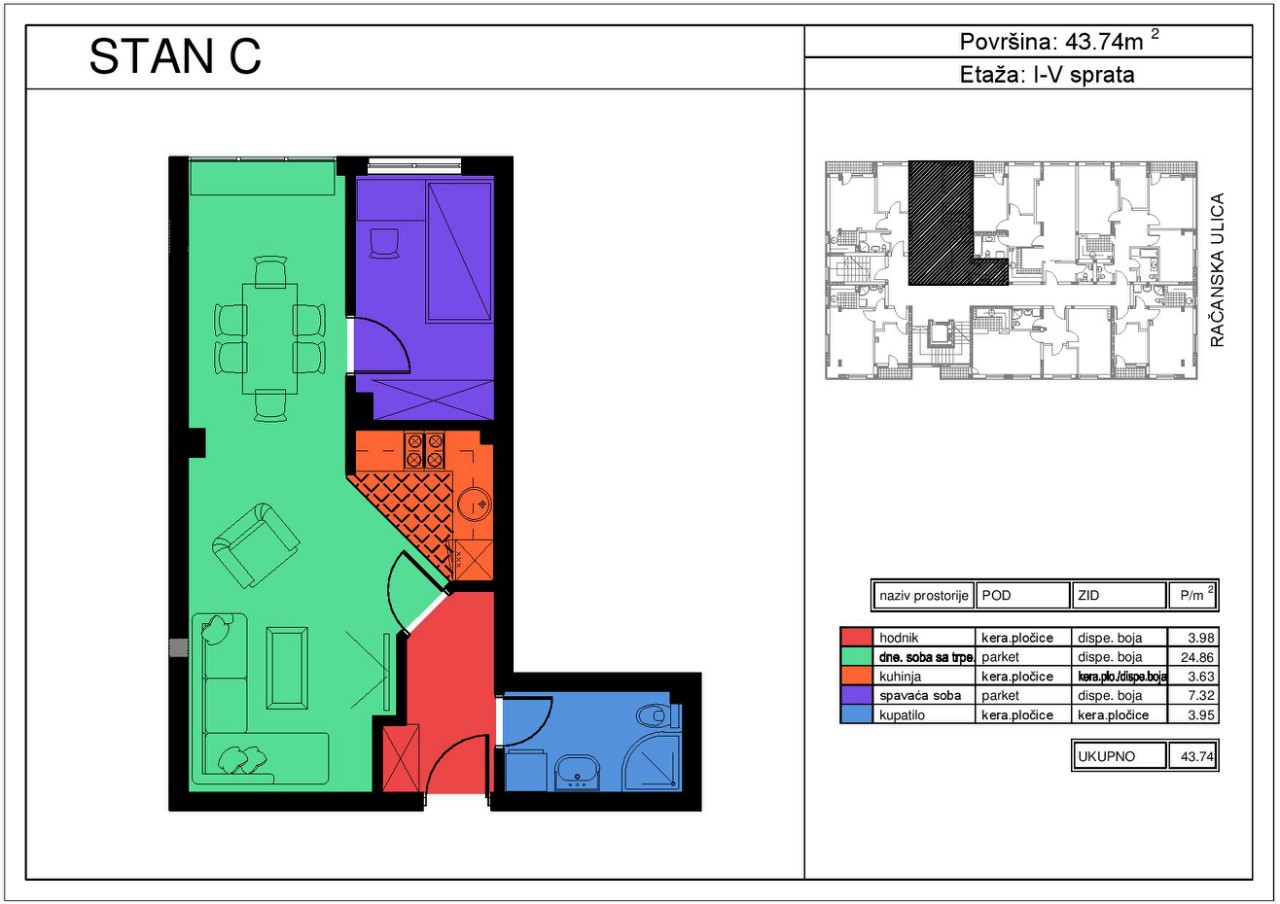 STAN C
Površina: 43.74m 2
Etaža: I-V sprata
RAČANSKA ULICA
naziv prostorije POD ZID P/m 2
hodnik kera.pločice dispe. boja 3.98
dne. soba sa trpe. parket dispe. boja 24.86
kuhinja kera.pločice kera.plo./dispe.boja 3.63
spavaća soba parket dispe. boja 7.32
kupatilo kera.pločice kera.pločice 3.95
UKUPNO 43.74